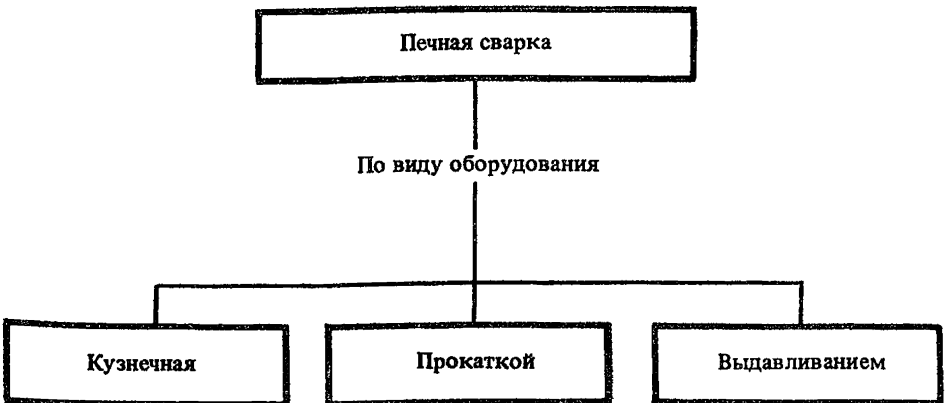 Печная сварка
По виду оборудования
Кузнечная
Прокаткой
Выдавливанием